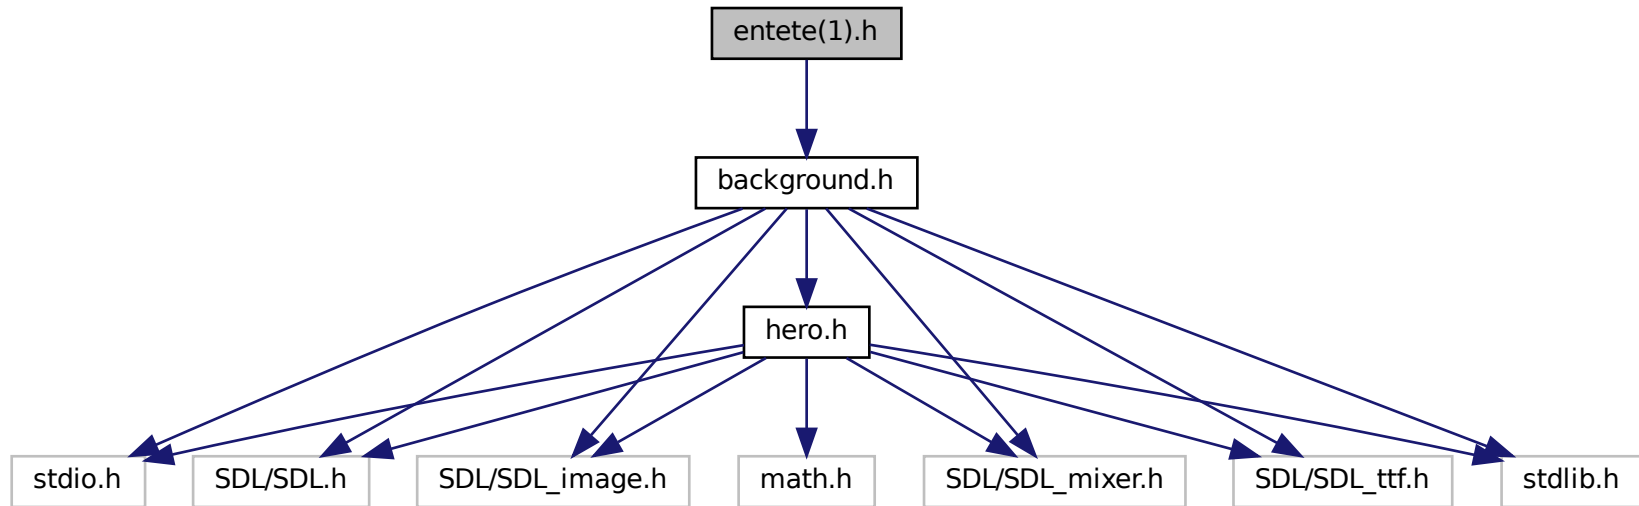 entete(1).h
background.h
hero.h
stdio.h
SDL/SDL.h
SDL/SDL_image.h
math.h
SDL/SDL_mixer.h
SDL/SDL_ttf.h
stdlib.h